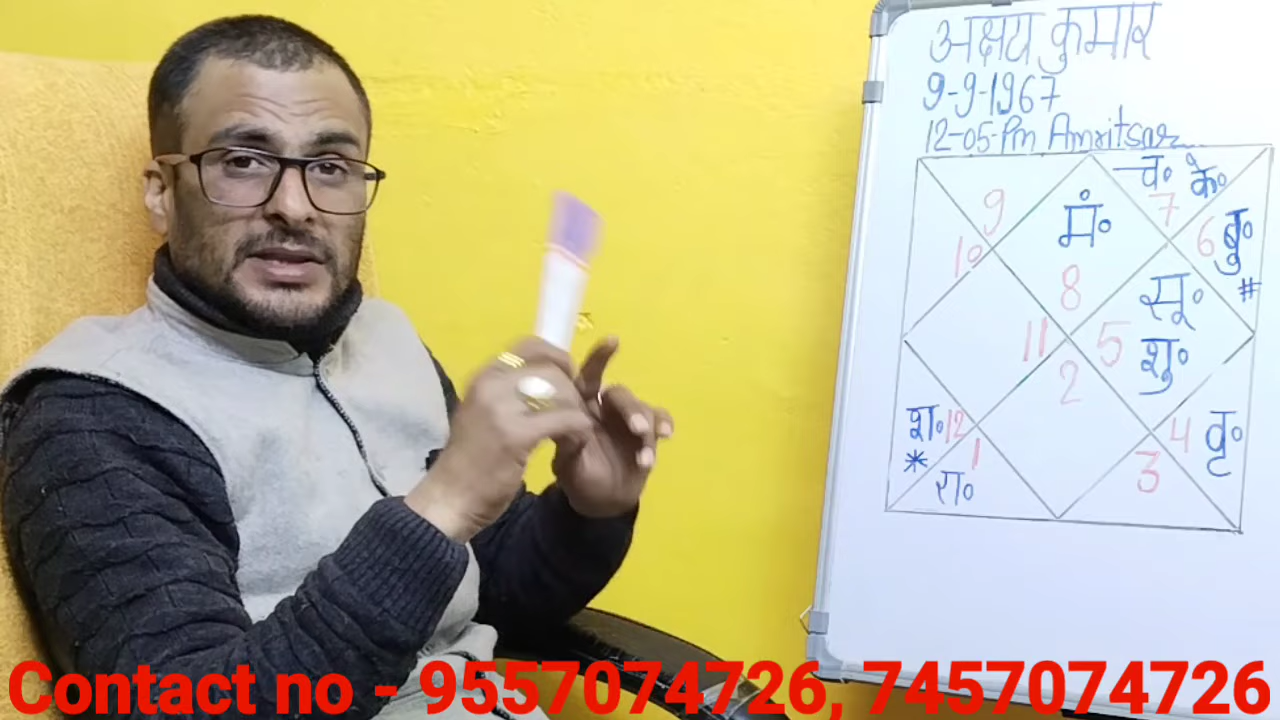 अक्षय कुमार
9-9-1967
12-05-Pm Amritsar
चं० के०
9 मं० 7 6 बु०
10 #
8 सू०
11 5 शु०
2
श० 12 4 वृ०
* 1 3
रा०
Contact no - 9557074726, 7457074726